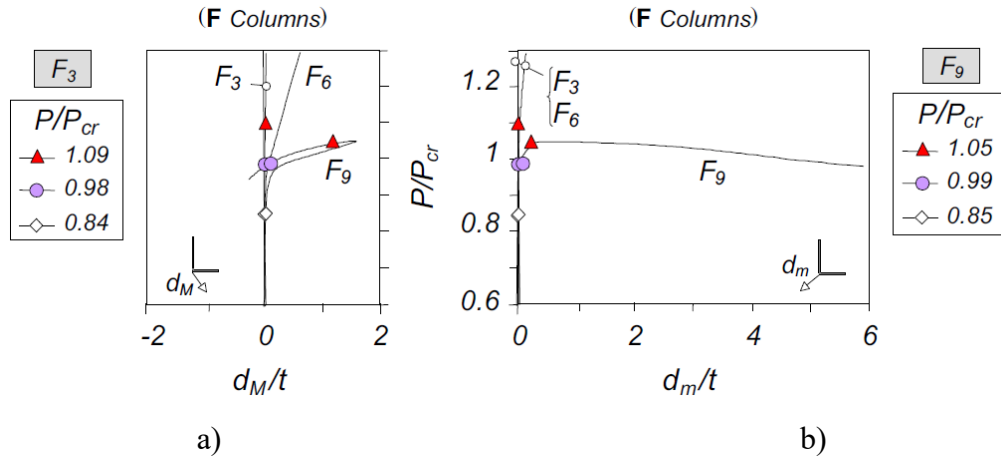 (F Columns)
(F Columns)
F3
P/Pcr
1.09
0.98
0.84
F3
F6
F9
dM
-2
0
2
dM/t
a)
P/Pcr
1.2
1
0.8
0.6
F3
F6
F9
dm
0
2
4
6
dm/t
b)
F9
P/Pcr
1.05
0.99
0.85